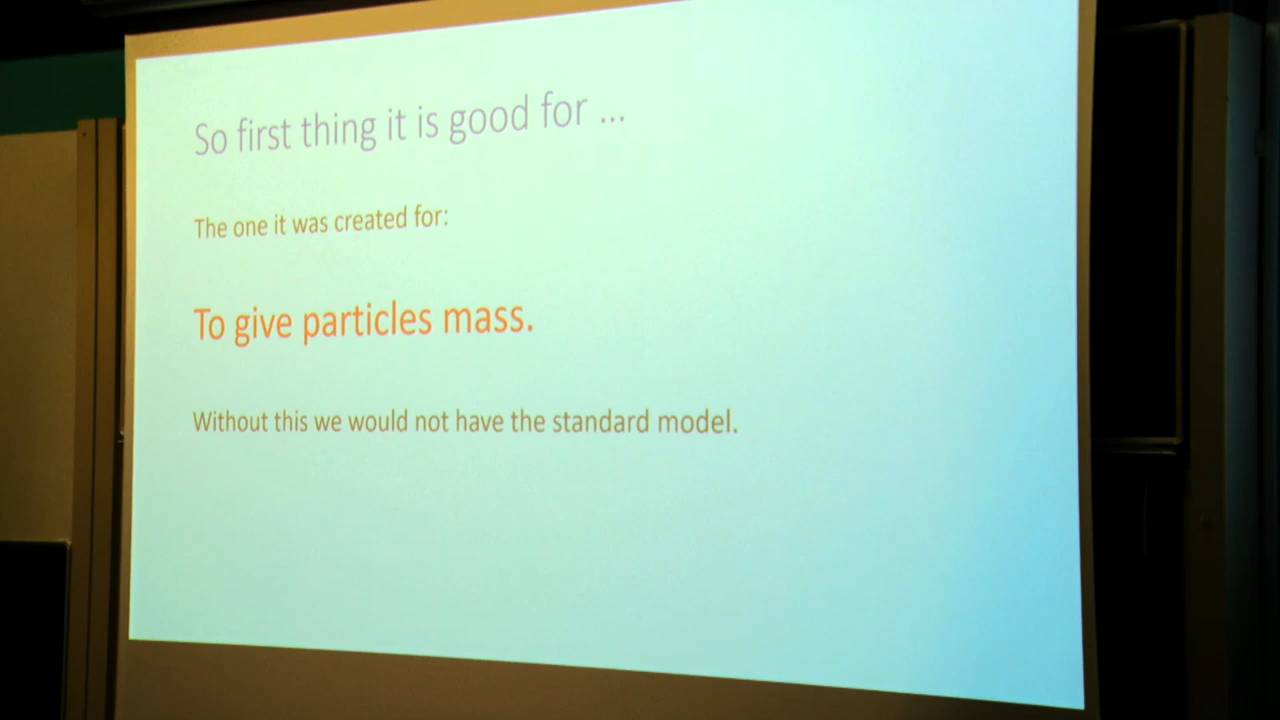 So first thing it is good for ...
The one it was created for:
To give particles mass.
Without this we would not have the standard model.